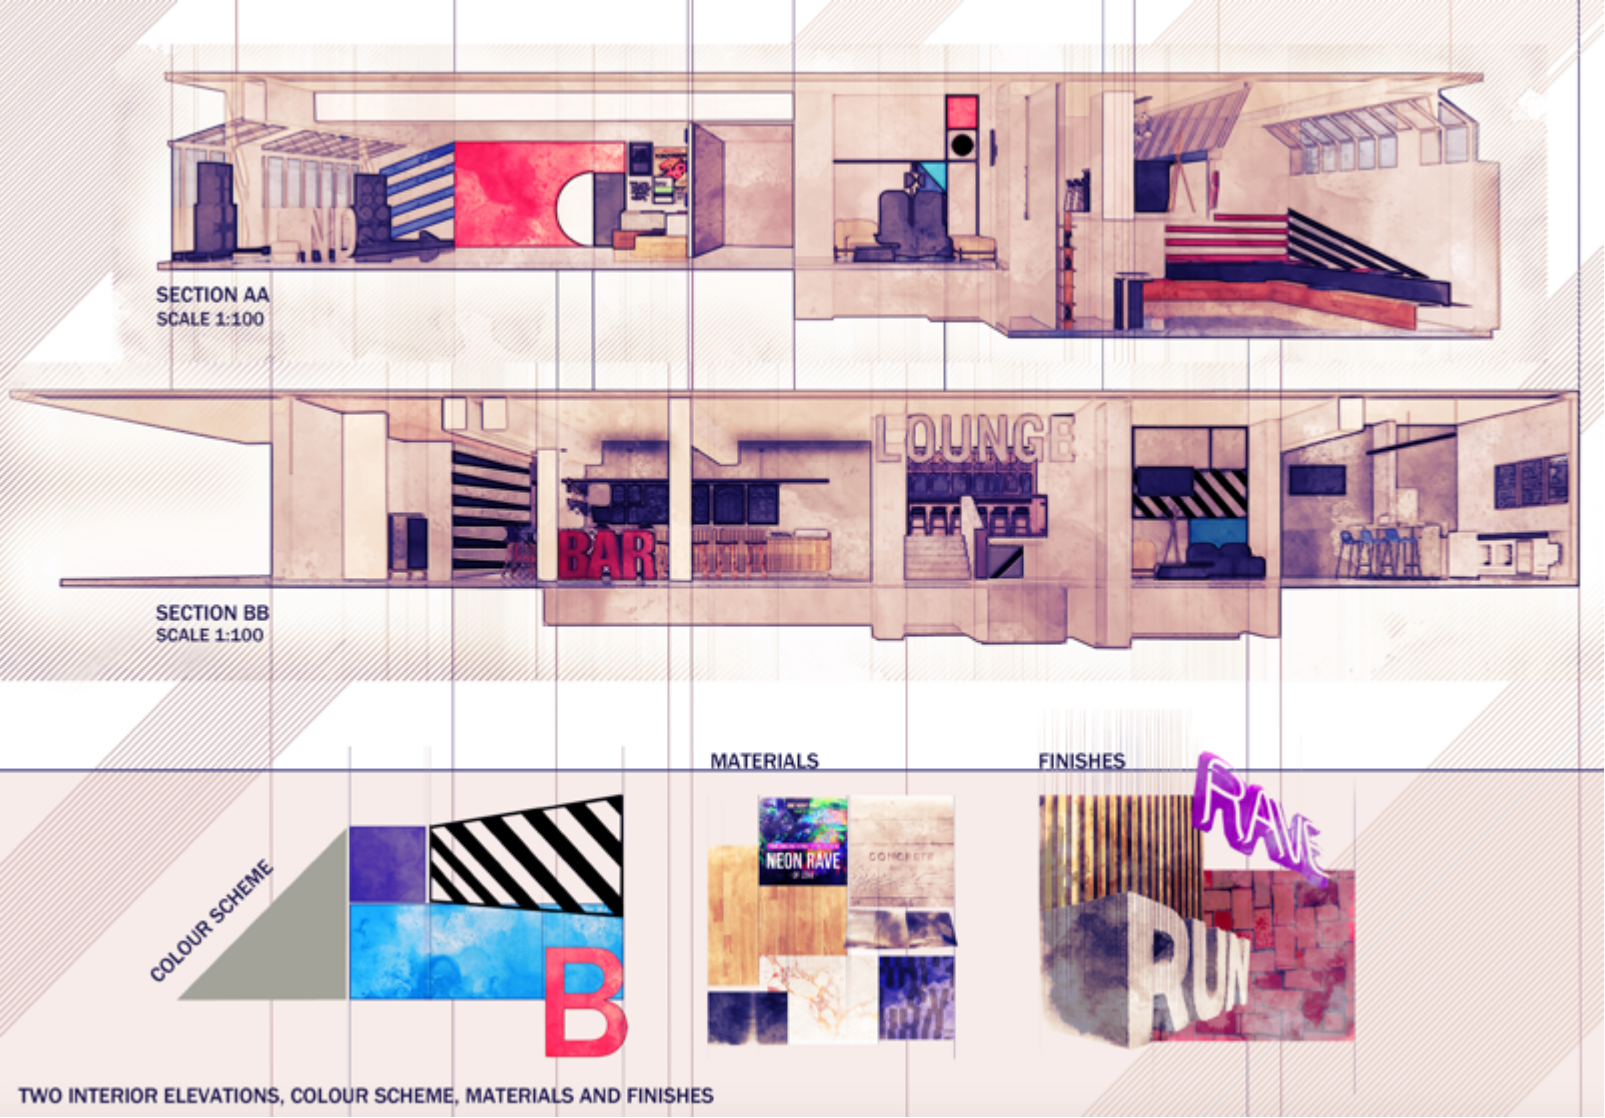 SECTION AA
SCALE 1:100
LOUNGE
BAR
SECTION BB
SCALE 1:100
MATERIALS
FINISHES
RAVE
NEON RAVE
CONCRETE
COLOUR SCHEME
RUN
B
TWO INTERIOR ELEVATIONS, COLOUR SCHEME, MATERIALS AND FINISHES